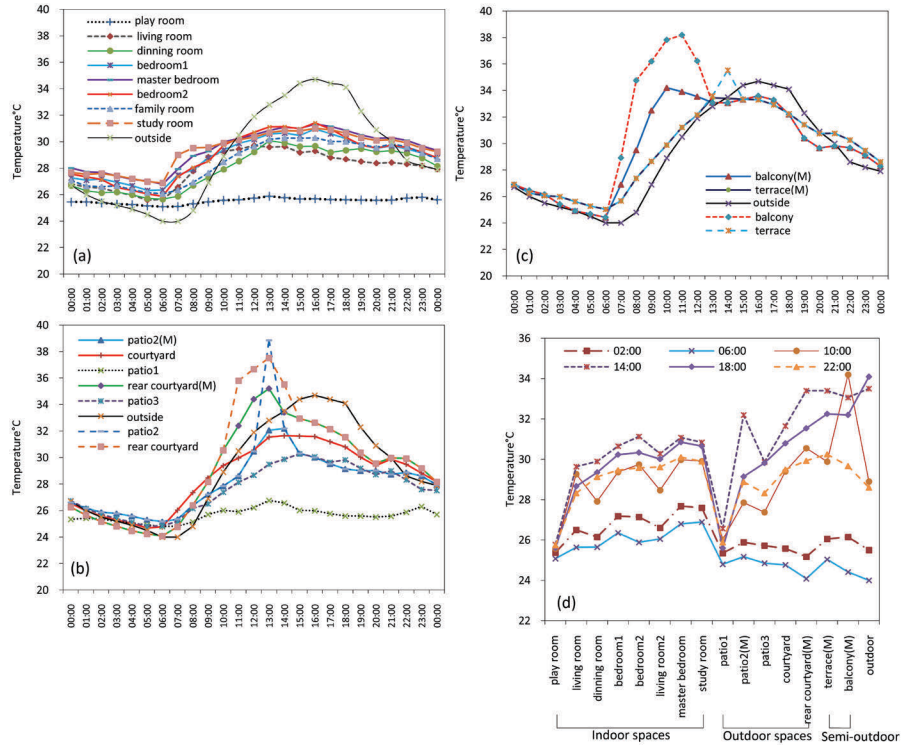 40
38
36
34
32
30
28
26
24
22
20
Temperature°C
play room
living room
dinning room
bedroom1
master bedroom
bedroom2
family room
study room
outside
(a)
00:00
01:00
02:00
03:00
04:00
05:00
06:00
07:00
08:00
09:00
10:00
11:00
12:00
13:00
14:00
15:00
16:00
17:00
18:00
19:00
20:00
21:00
22:00
23:00
00:00
40
38
36
34
32
30
28
26
24
22
20
Temperature°C
balcony(M)
terrace(M)
outside
balcony
terrace
(c)
00:00
01:00
02:00
03:00
04:00
05:00
06:00
07:00
08:00
09:00
10:00
11:00
12:00
13:00
14:00
15:00
16:00
17:00
18:00
19:00
20:00
21:00
22:00
23:00
00:00
40
38
36
34
32
30
28
26
24
22
20
Temperature°C
patio2(M)
courtyard
patio1
rear courtyard(M)
patio3
outside
patio2
rear courtyard
(b)
00:00
01:00
02:00
03:00
04:00
05:00
06:00
07:00
08:00
09:00
10:00
11:00
12:00
13:00
14:00
15:00
16:00
17:00
18:00
19:00
20:00
21:00
22:00
23:00
00:00
36
34
32
30
28
26
24
22
Temperature°C
02:00 06:00 10:00
14:00 18:00 22:00
(d)
play room
living room
dinning room
bedroom1
bedroom2
living room2
master bedroom
study room
patio1
patio2(M)
patio3
courtyard
rear courtyard(M)
terrace(M)
balcony(M)
outdoor
Indoor spaces Outdoor spaces Semi-outdoor